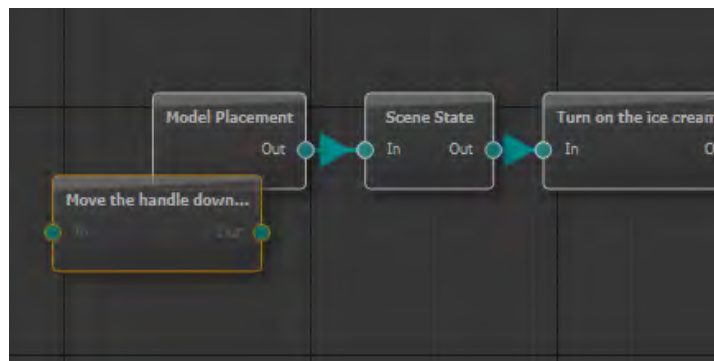 Model Placement
Out
Scene State
In Out
Turn on the ice cream
In
Move the handle down...
In Out